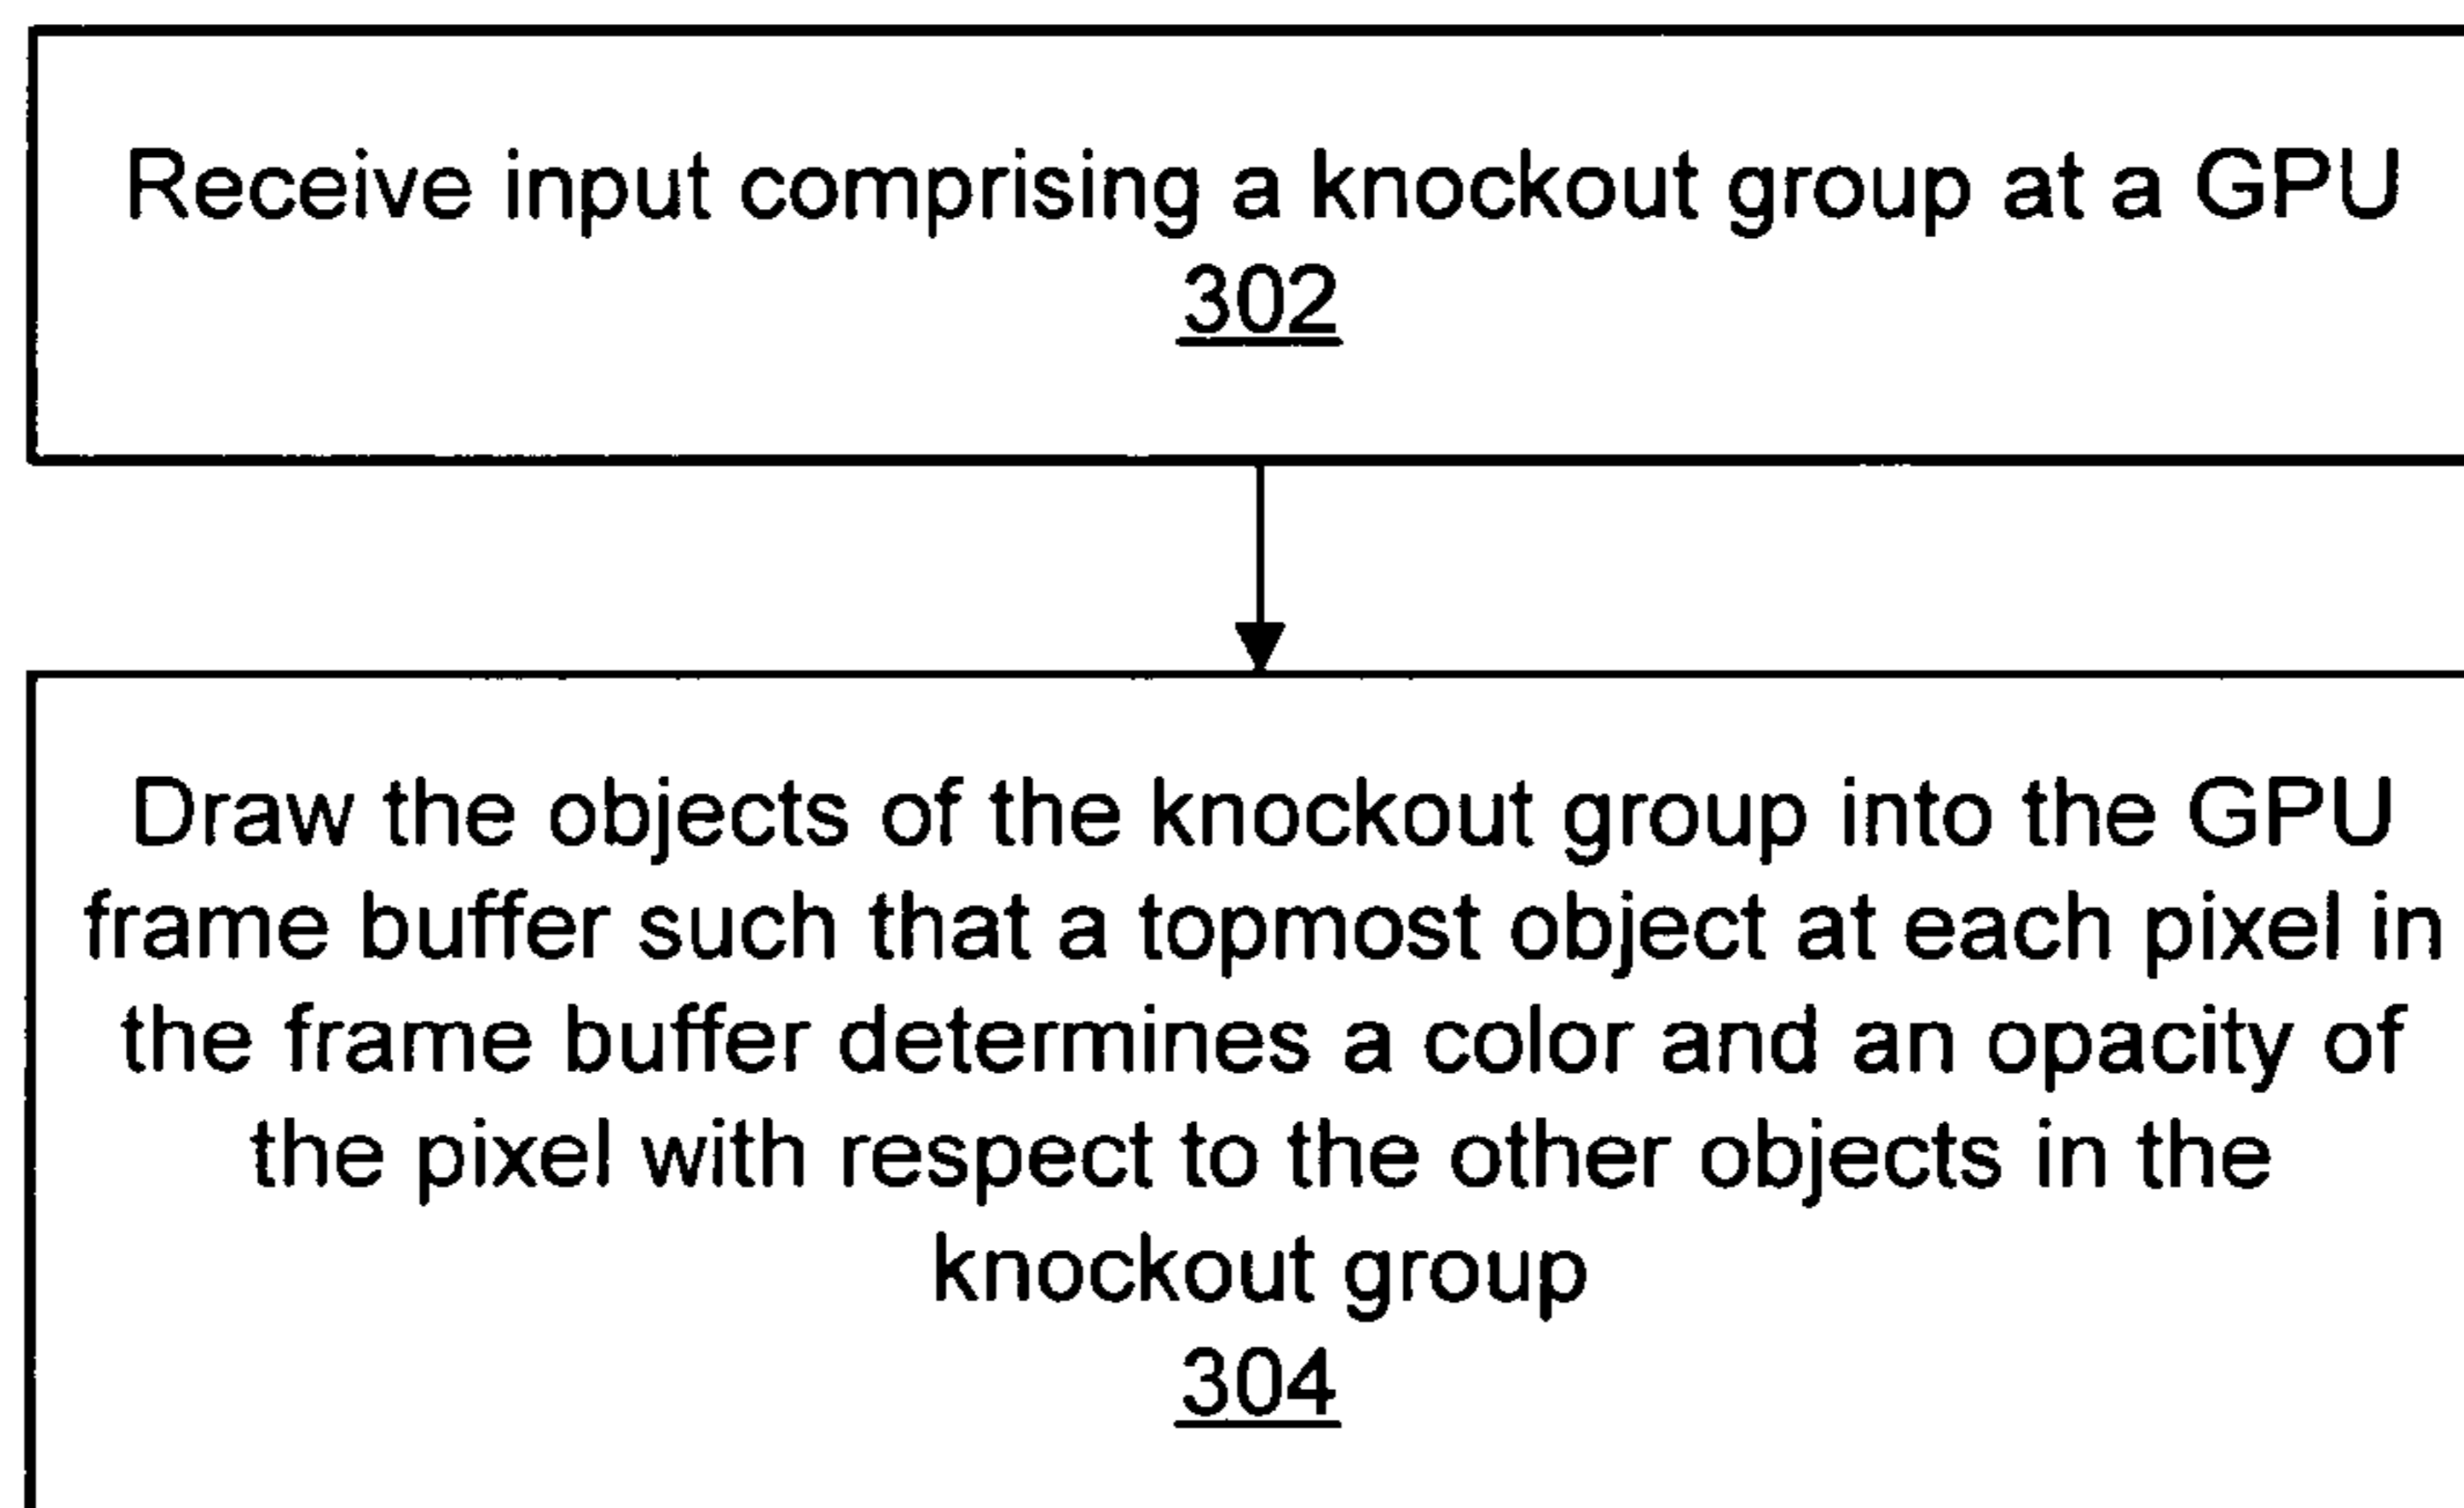 Receive input comprising a knockout group at a GPU
302
Draw the objects of the knockout group into the GPU
frame buffer such that a topmost object at each pixel in
the frame buffer determines a color and an opacity of
the pixel with respect to the other objects in the
knockout group
304